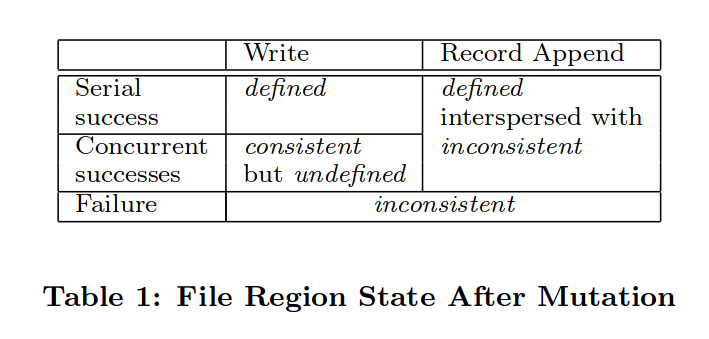 Write Record Append
Serial defined defined
success interspersed with
Concurrent consistent inconsistent
successes but undefined
Failure inconsistent
Table 1: File Region State After Mutation